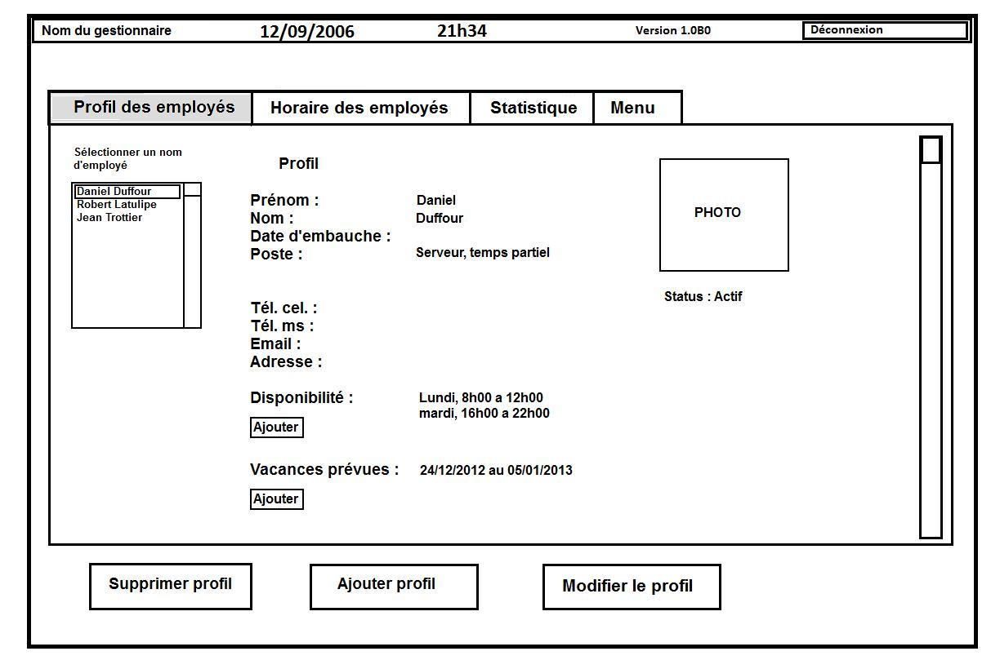 Nom du gestionnaire 12/09/2006 21h34 Version 1.0B0 Déconnexion
Profil des employés Horaire des employés Statistique Menu
Sélectionner un nom
d'employé
Daniel Duffour
Robert Latulipe
Jean Trottier
Profil
Prénom : Daniel
Nom : Duffour
Date d'embauche :
Poste : Serveur, temps partiel
PHOTO
Status : Actif
Tél. cel. :
Tél. ms :
Email :
Adresse :
Disponibilité : Lundi, 8h00 a 12h00
mardi, 16h00 a 22h00
Ajouter
Vacances prévues : 24/12/2012 au 05/01/2013
Ajouter
Supprimer profil Ajouter profil Modifier le profil